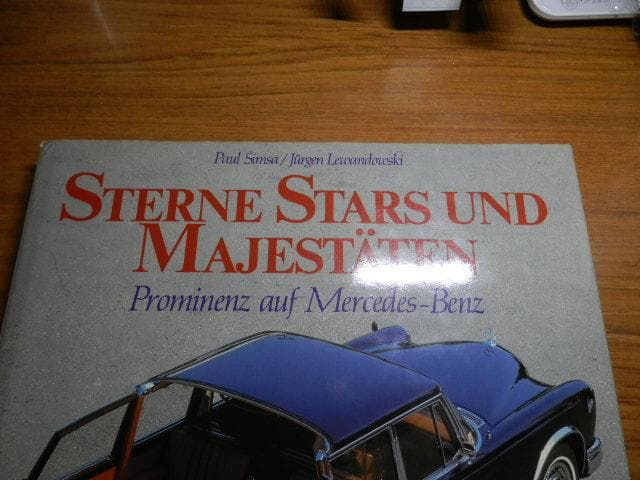 Paul Simsa/Jürgen Lewandowski
STERNE STARS UND
MAJESTÄTEN
Prominenz auf Mercedes-Benz